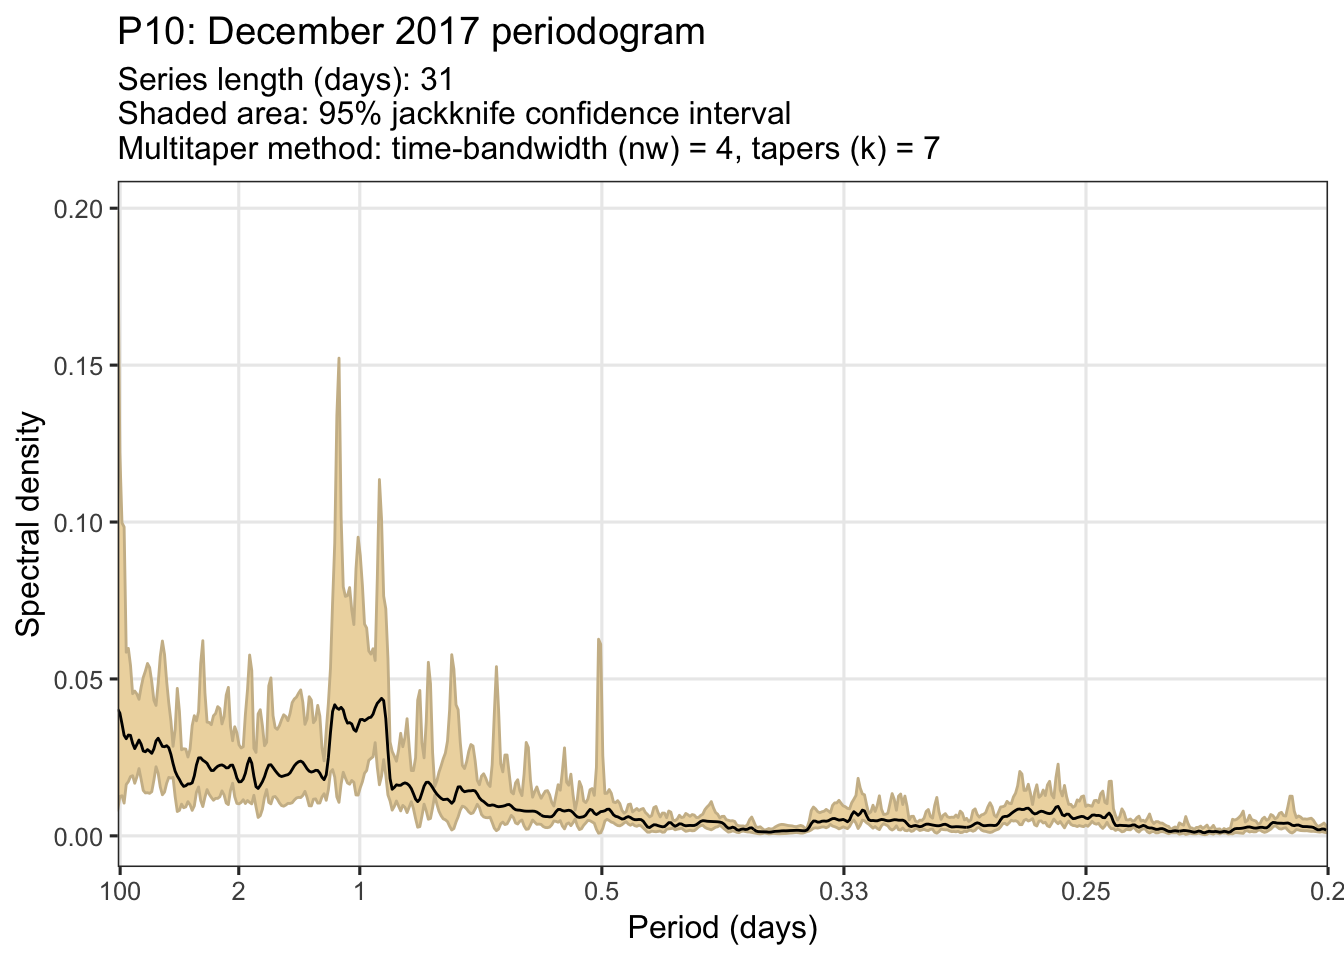 P10: December 2017 periodogram
Series length (days): 31
Shaded area: 95% jackknife confidence interval
Multitaper method: time-bandwidth (nw) = 4, tapers (k) = 7
0.20
0.15
0.10
0.05
0.00
Spectral density
100 2 1 0.5 0.33 0.25 0.2
Period (days)